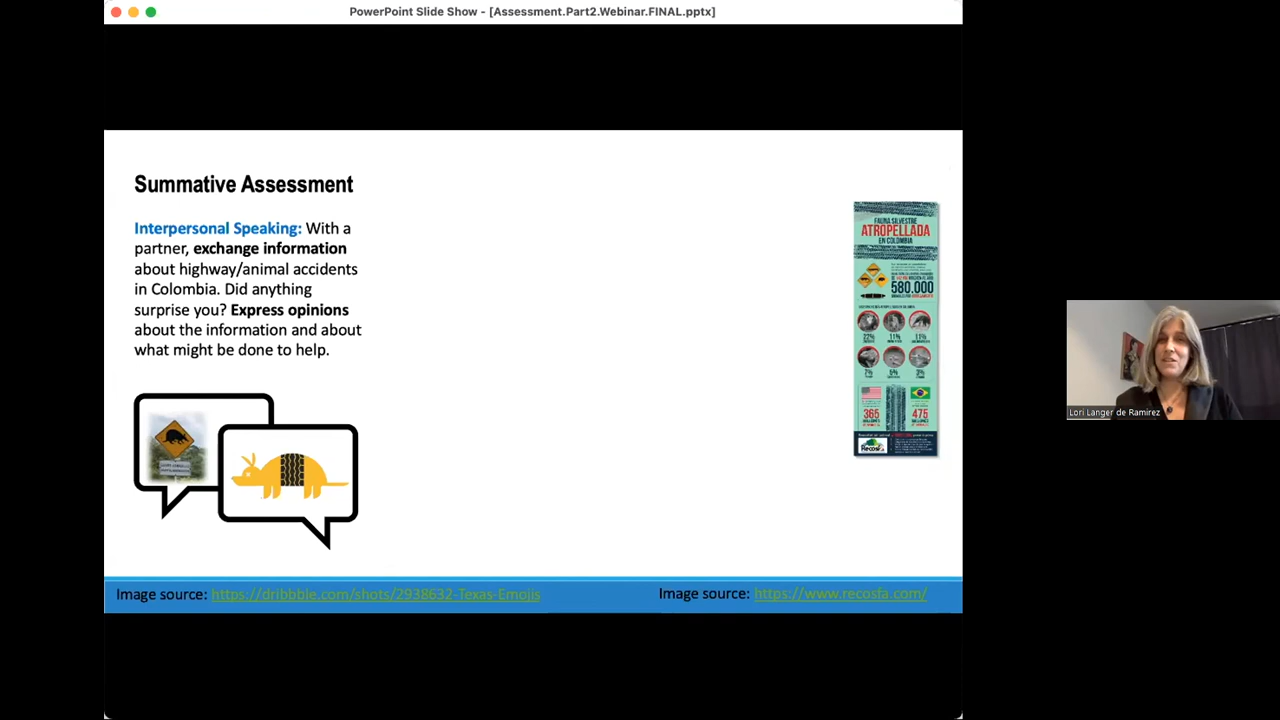 PowerPoint Slide Show - [Assessment.Part2.Webinar.FINAL.pptx]
Summative Assessment
Interpersonal Speaking: With a
partner, exchange information
about highway/animal accidents
in Colombia. Did anything
surprise you? Express opinions
about the information and about
what might be done to help.
FAUNA SILVESTRE
ATROPELLADA
EN COLOMBIA
580.000
365
475
Recosfa
Lori Langer de Ramirez
Image source: https://dribbble.com/shots/2938632-Texas-Emojis
Image source: https://www.recosfa.com/